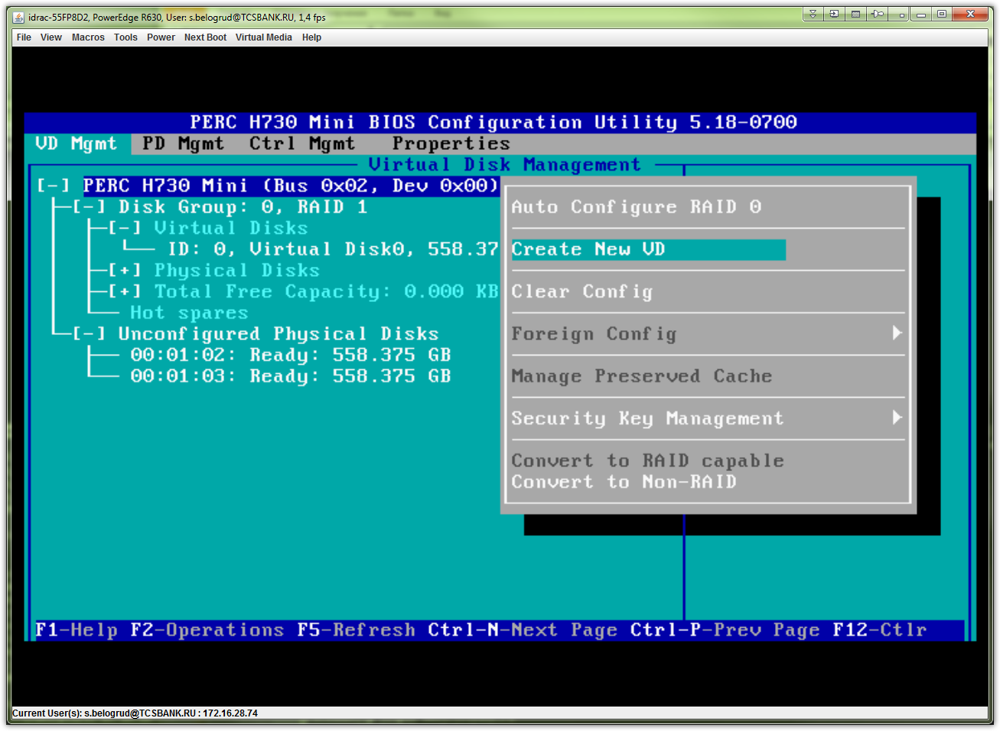 idrac-55FP8D2, PowerEdge R630, User: s.belogrud@TCSBANK.RU, 1,4 fps
File View Macros Tools Power Next Boot Virtual Media Help
PERC H730 Mini BIOS Configuration Utility 5.18-0700
VD Mgmt PD Mgmt Ctrl Mgmt Properties
Virtual Disk Management
[-] PERC H730 Mini (Bus 0x02, Dev 0x00)
[-] Disk Group: 0, RAID 1
[-] Virtual Disks
ID: 0, Virtual Disk0, 558.37
[+] Physical Disks
[+] Total Free Capacity: 0.000 KB
Hot spares
[-] Unconfigured Physical Disks
00:01:02: Ready: 558.375 GB
00:01:03: Ready: 558.375 GB
Auto Configure RAID 0
Create New VD
Clear Config
Foreign Config
Manage Preserved Cache
Security Key Management
Convert to RAID capable
Convert to Non-RAID
F1-Help F2-Operations F5-Refresh Ctrl-N-Next Page Ctrl-P-Prev Page F12-Ctlr
Current User(s): s.belogrud@TCSBANK.RU : 172.16.28.74